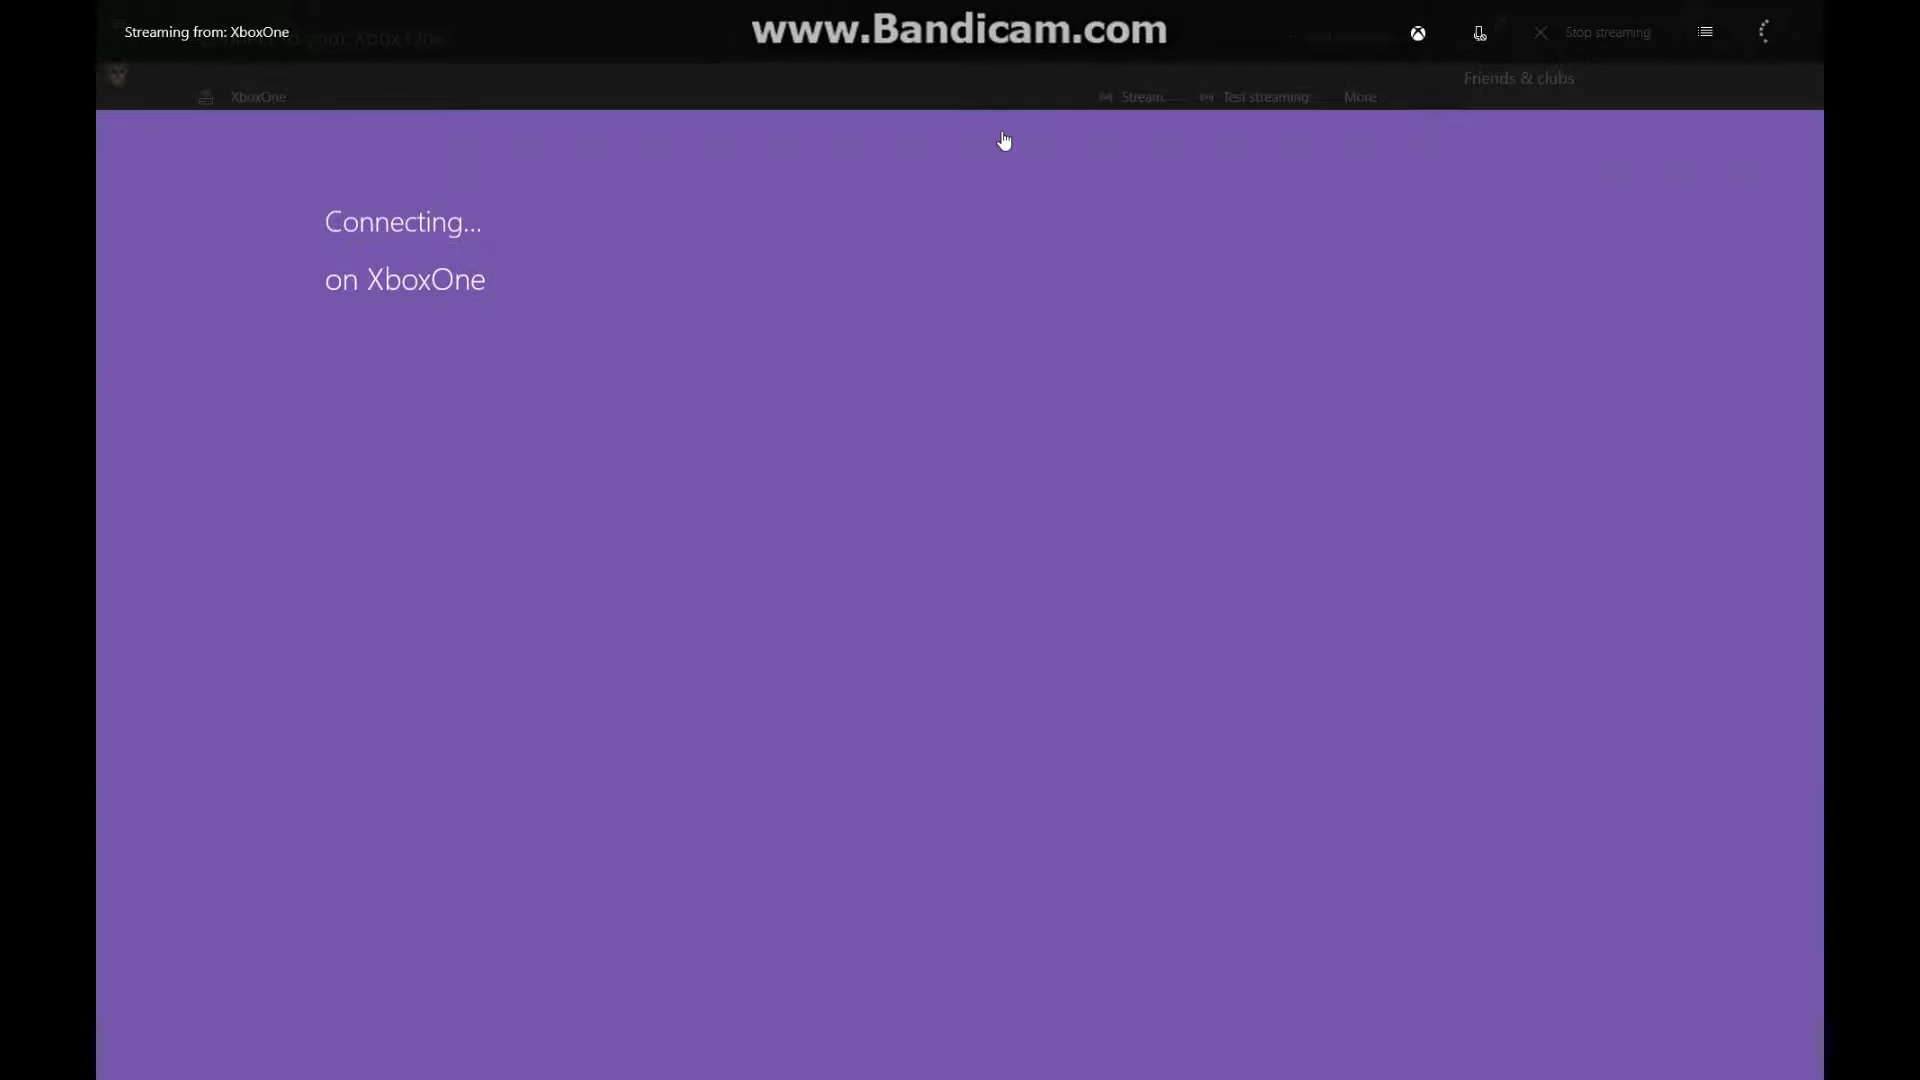 www.Bandicam.com
Streaming from: XboxOne
Stop streaming
Friends & clubs
XboxOne
Stream
Test streaming
More
Connecting...
on XboxOne